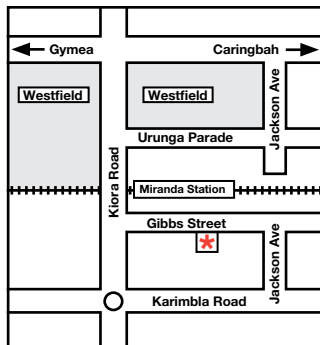 Gymea
Caringbah
Westfield
Westfield
Jackson Ave
Urunga Parade
Kiora Road
Miranda Station
Gibbs Street
Jackson Ave
Karimbla Road